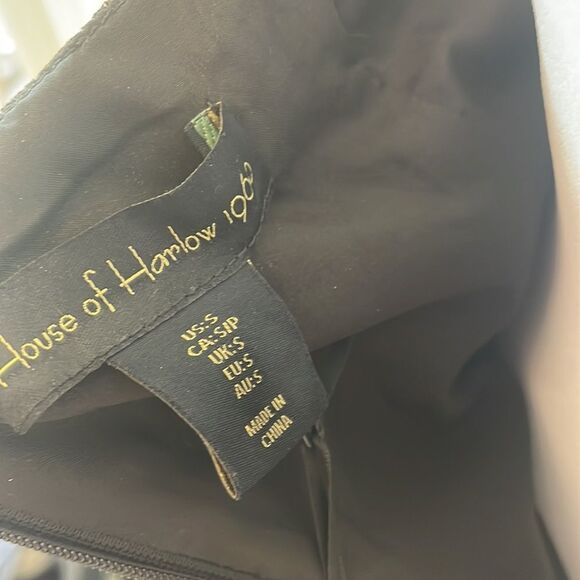 House of Harlow 1960
US:S
CA:S/P
UK:S
EU:S
AU:S
MADE IN
CHINA